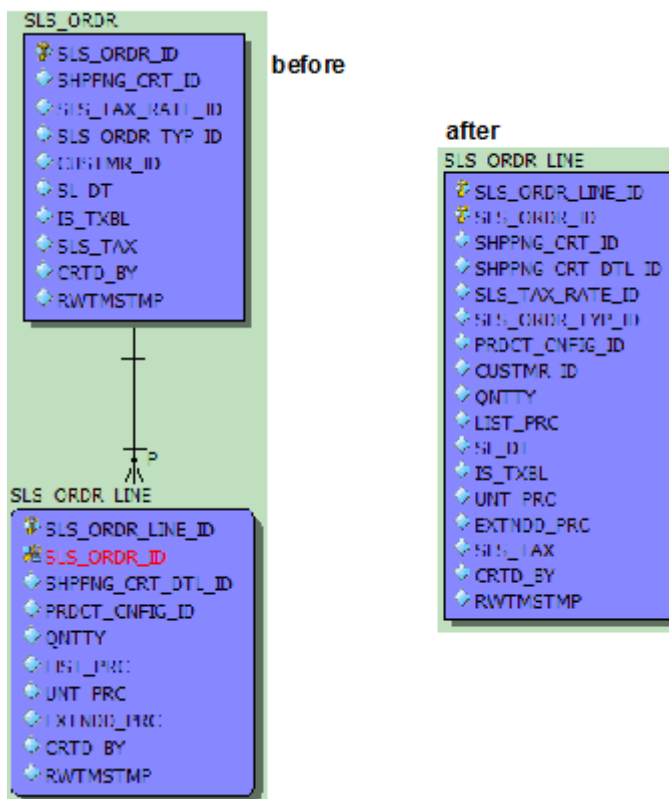 SLS_ORDR
SLS_ORDR_ID
SHPPNG_CRT_ID
SLS_TAX_RATE_ID
SLS_ORDR_TYP_ID
CUSTMR_ID
SL_DT
IS_TXBL
SLS_TAX
CRTD_BY
RWTMSTMP
before
P
SLS_ORDR_LINE
SLS_ORDR_LINE_ID
SLS_ORDR_ID
SHPPNG_CRT_DTL_ID
PRDCT_CNFIG_ID
QNTTY
LIST_PRC
UNT_PRC
EXTNDD_PRC
CRTD_BY
RWTMSTMP
after
SLS_ORDR_LINE
SLS_ORDR_LINE_ID
SLS_ORDR_ID
SHPPNG_CRT_ID
SHPPNG_CRT_DTL_ID
SLS_TAX_RATE_ID
SLS_ORDR_TYP_ID
PRDCT_CNFIG_ID
CUSTMR_ID
QNTTY
LIST_PRC
SL_DT
IS_TXBL
UNT_PRC
EXTNDD_PRC
SLS_TAX
CRTD_BY
RWTMSTMP